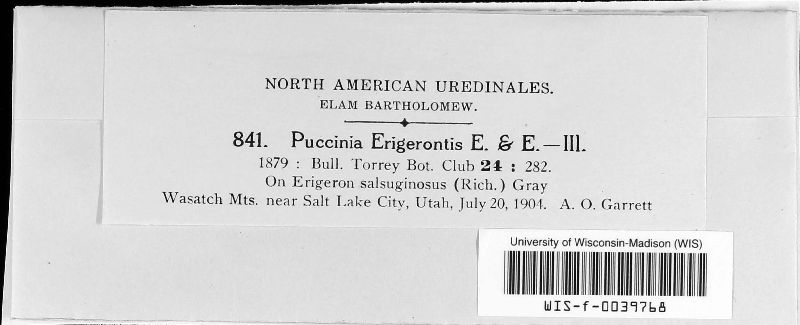 NORTH AMERICAN UREDINALES.
ELAM BARTHOLOMEW.
841. Puccinia Erigerontis E. & E.—III.
1879 : Bull. Torrey Bot. Club 24 : 282.
On Erigeron salsuginosus (Rich.) Gray
Wasatch Mts. near Salt Lake City, Utah, July 20, 1904. A. O. Garrett
University of Wisconsin-Madison (WIS)
WIS-f-0039768